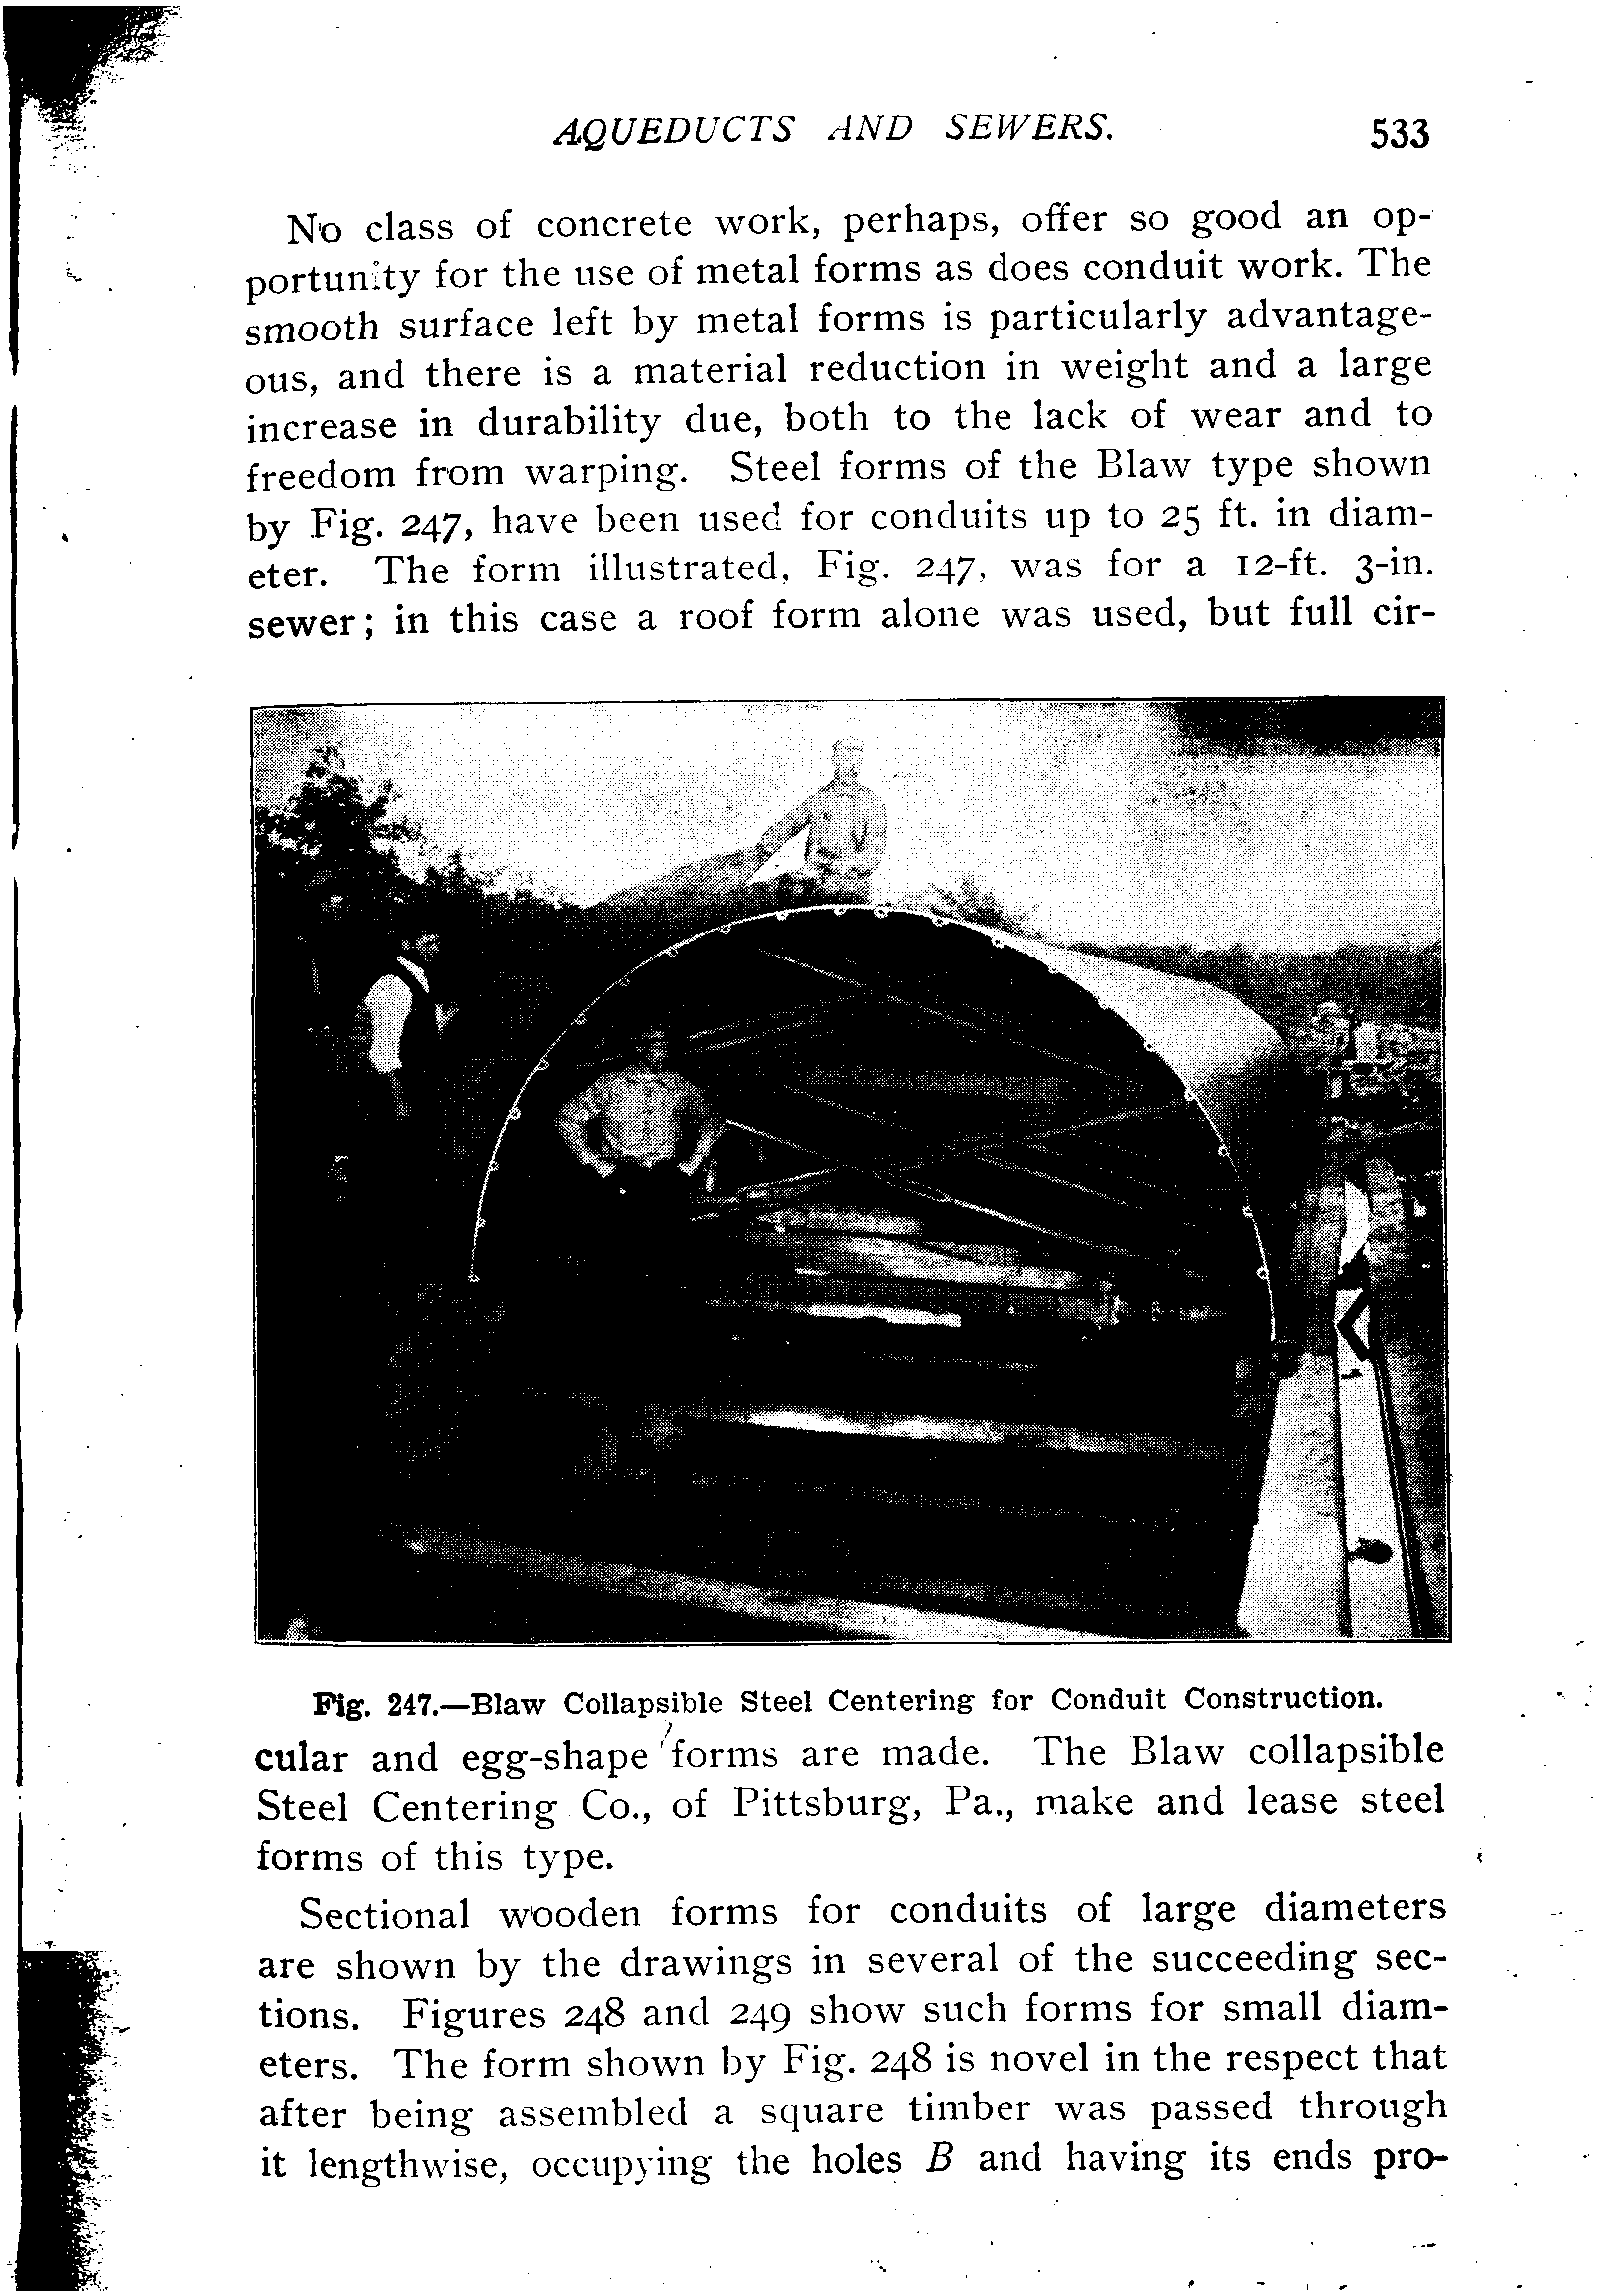 AQUEDUCTS AND SEWERS. 533
No class of concrete work, perhaps, offer so good an op-
portunity for the use of metal forms as does conduit work. The
smooth surface left by metal forms is particularly advantage-
ous, and there is a material reduction in weight and a large
increase in durability due, both to the lack of wear and to
freedom from warping. Steel forms of the Blaw type shown
by Fig. 247, have been used for conduits up to 25 ft. in diam-
eter. The form illustrated, Fig. 247, was for a 12-ft. 3-in.
sewer; in this case a roof form alone was used, but full cir-
Fig. 247.—Blaw Collapsible Steel Centering for Conduit Construction.
cular and egg-shape forms are made. The Blaw collapsible
Steel Centering Co., of Pittsburg, Pa., make and lease steel
forms of this type.
Sectional wooden forms for conduits of large diameters
are shown by the drawings in several of the succeeding sec-
tions. Figures 248 and 249 show such forms for small diam-
eters. The form shown by Fig. 248 is novel in the respect that
after being assembled a square timber was passed through
it lengthwise, occupying the holes B and having its ends pro-